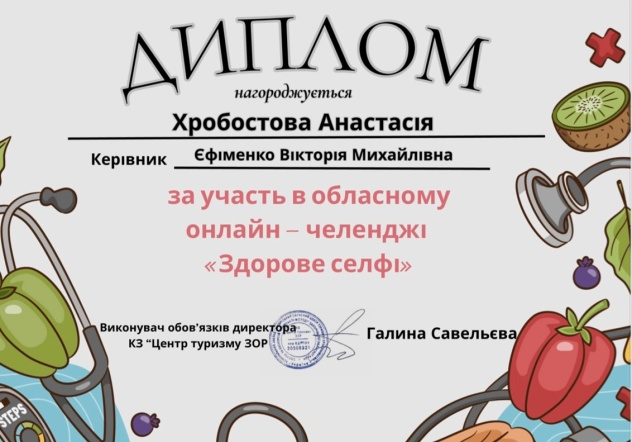 ДИПЛОМ
нагороджується
Хробостова Анастасія
Керівник Єфіменко Вікторія Михайлівна
за участь в обласному
онлайн – челенджі
«Здорове селфі»
Виконувач обов'язків директора
КЗ "Центр туризму ЗОР
Галина Савельєва
STEPS